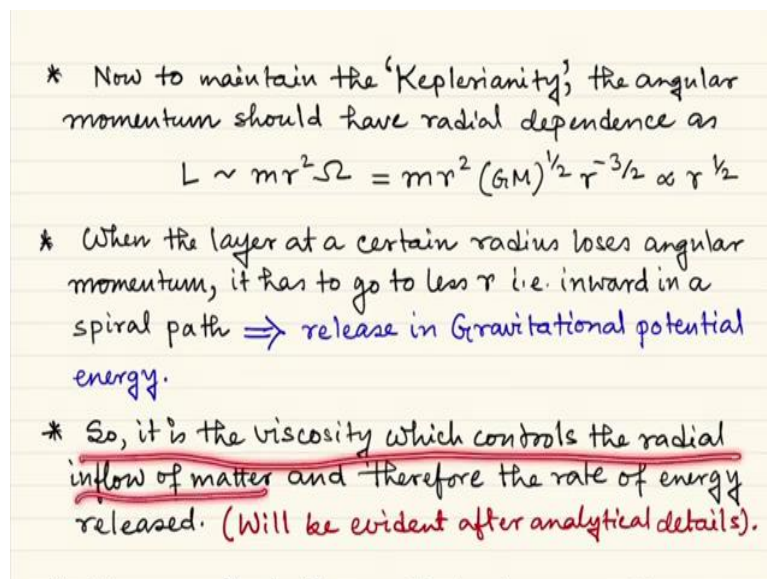 * Now to maintain the 'Keplerianity', the angular
momentum should have radial dependence as
L ~ mr²Ω = mr² (GM)^1/2 r^-3/2 ∝ r^1/2
* When the layer at a certain radius loses angular
momentum, it has to go to less r i.e. inward in a
spiral path ⇒ release in Gravitational potential
energy.
* So, it is the viscosity which controls the radial
inflow of matter and therefore the rate of energy
released. (Will be evident after analytical details).